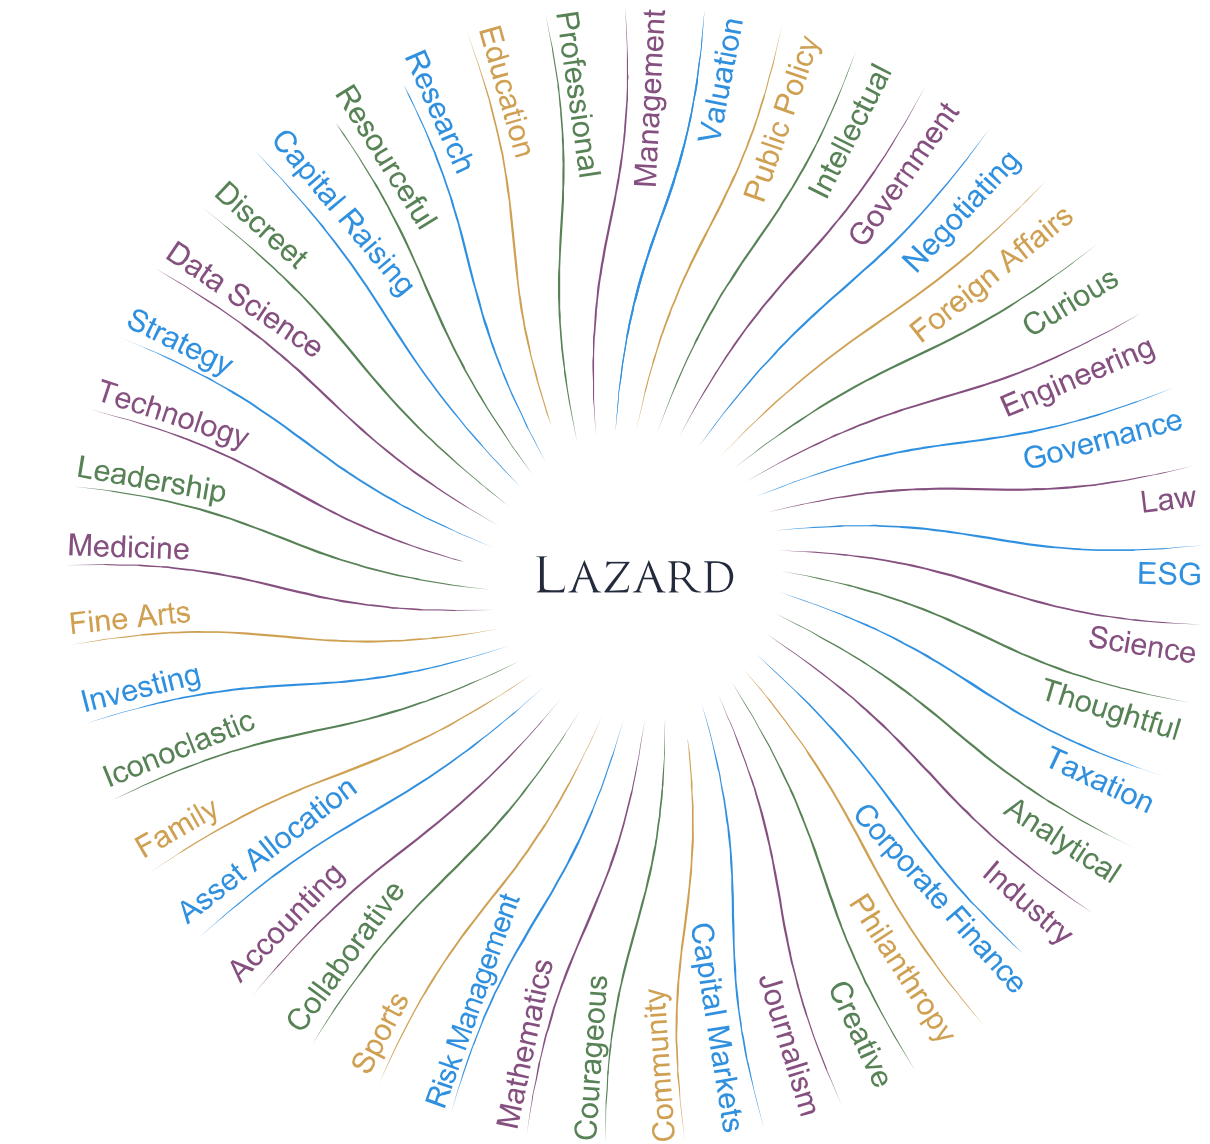 Management
Valuation
Public Policy
Intellectual
Government
Negotiating
Foreign Affairs
Curious
Engineering
Governance
Law
ESG
Science
Thoughtful
Taxation
Analytical
Industry
Corporate Finance
Philanthropy
Creative
Journalism
Capital Markets
Community
Courageous
Mathematics
Risk Management
Sports
Collaborative
Accounting
Asset Allocation
Family
Iconoclastic
Investing
Fine Arts
Medicine
Leadership
Technology
Strategy
Data Science
Discreet
Capital Raising
Resourceful
Research
Education
Professional
LAZARD